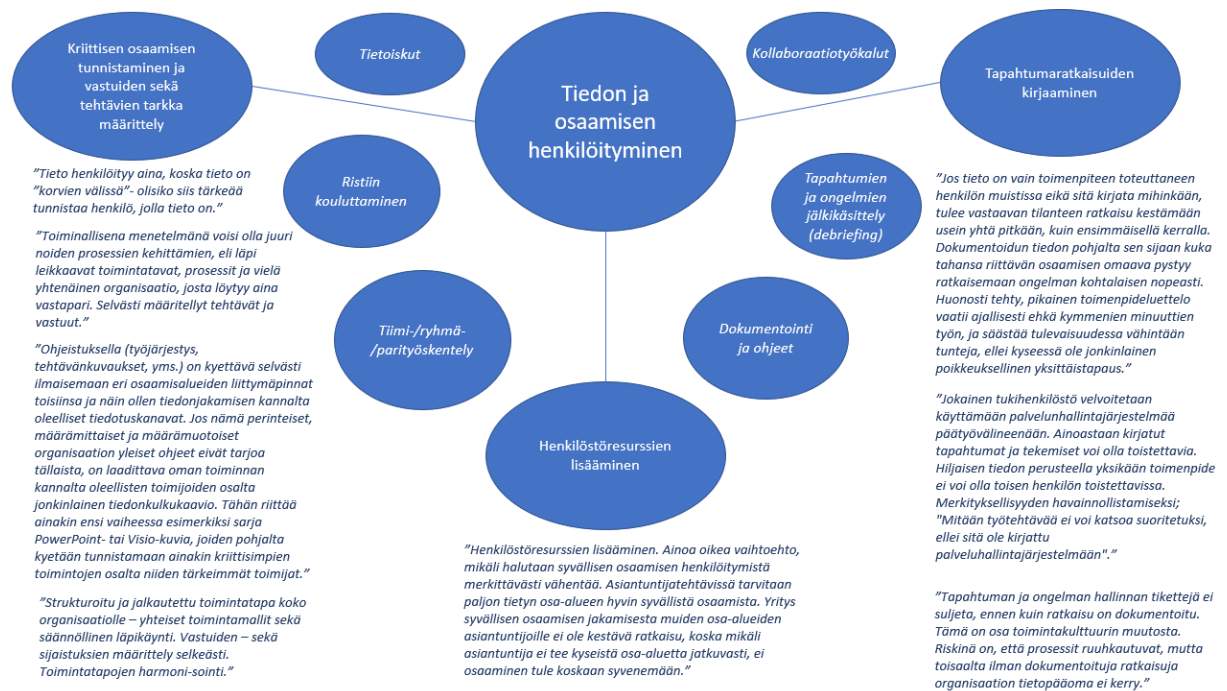 Kriittisen osaamisen
tunnistaminen ja
vastuiden sekä
tehtävien tarkka
määrittely
Tietoiskut
Tiedon ja
osaamisen
henkilöityminen
Kollaboraatiotyökalut
Tapahtumaratkaisuiden
kirjaaminen
Ristiin
kouluttaminen
Tapahtumien
ja ongelmien
jälkikäsittely
(debriefing)
Tiimi-/ryhmä-
/parityöskentely
Dokumentointi
ja ohjeet
Henkilöstöresurssien
lisääminen
”Tieto henkilöityy aina, koska tieto on
”korvien välissä”- olisiko siis tärkeää
tunnistaa henkilö, jolla tieto on.”
”Toiminallisena menetelmänä voisi olla juuri
noiden prosessien kehittämien, eli läpi
leikkaavat toimintatavat, prosessit ja vielä
yhtenäinen organisaatio, josta löytyy aina
vastapari. Selvästi määritellyt tehtävät ja
vastuut.”
”Ohjeistuksella (työjärjestys,
tehtävänkuvaukset, yms.) on kyettävä selvästi
ilmaisemaan eri osaamisalueiden liittymäpinnat
toisiinsa ja näin ollen tiedonjakamisen kannalta
oleelliset tiedotuskanavat. Jos nämä perinteiset,
määrämittaiset ja määrämuotoiset
organisaation yleiset ohjeet eivät tarjoa
tällaista, on laadittava oman toiminnan
kannalta oleellisten toimijoiden osalta
jonkinlainen tiedonkulkukaavio. Tähän riittää
ainakin ensi vaiheessa esimerkiksi sarja
PowerPoint- tai Visio-kuvia, joiden pohjalta
kyetään tunnistamaan ainakin kriittisimpien
toimintojen osalta niiden tärkeimmät toimijat.”
”Strukturoitu ja jalkautettu toimintatapa koko
organisaatiolle – yhteiset toimintamallit sekä
säännöllinen läpikäynti. Vastuiden – sekä
sijaistuksien määrittely selkeästi.
Toimintatapojen harmoni-sointi.”
”Henkilöstöresurssien lisääminen. Ainoa oikea vaihtoehto,
mikäli halutaan syvällisen osaamisen henkilöitymistä
merkittävästi vähentää. Asiantuntijatehtävissä tarvitaan
paljon tietyn osa-alueen hyvin syvällistä osaamista. Yritys
syvällisen osaamisen jakamisesta muiden osa-alueiden
asiantuntijoille ei ole kestävä ratkaisu, koska mikäli
asiantuntija ei tee kyseistä osa-aluetta jatkuvasti, ei
osaaminen tule koskaan syvenemään.”
”Jos tieto on vain toimenpiteen toteuttaneen
henkilön muistissa eikä sitä kirjata mihinkään,
tulee vastaavan tilanteen ratkaisu kestämään
usein yhtä pitkään, kuin ensimmäisellä kerralla.
Dokumentoidun tiedon pohjalta sen sijaan kuka
tahansa riittävän osaamisen omaava pystyy
ratkaisemaan ongelman kohtalaisen nopeasti.
Huonosti tehty, pikainen toimenpideluettelo
vaatii ajallisesti ehkä kymmenien minuuttien
työn, ja säästää tulevaisuudessa vähintään
tunteja, ellei kyseessä ole jonkinlainen
poikkeuksellinen yksittäistapaus.”
”Jokainen tukihenkilöstö velvoitetaan
käyttämään palvelunhallintajärjestelmää
päätyövälineenään. Ainoastaan kirjatut
tapahtumat ja tekemiset voi olla toistettavia.
Hiljaisen tiedon perusteella yksikään toimenpide
ei voi olla toisen henkilön toistettavissa.
Merkityksellisyyden havainnollistamiseksi;
"Mitään työtehtävää ei voi katsoa suoritetuksi,
ellei sitä ole kirjattu
palveluhallintajärjestelmään".”
”Tapahtuman ja ongelman hallinnan tikettejä ei
suljeta, ennen kuin ratkaisu on dokumentoitu.
Tämä on osa toimintakulttuurin muutosta.
Riskinä on, että prosessit ruuhkautuvat, mutta
toisaalta ilman dokumentoituja ratkaisuja
organisaation tietopääoma ei kerry.”